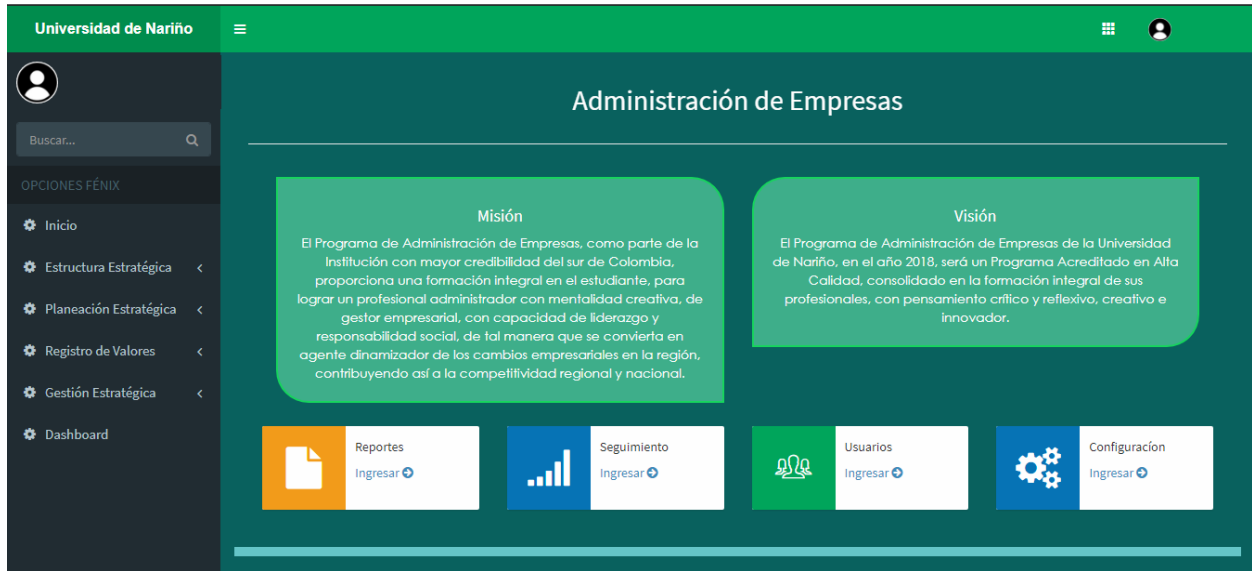 Universidad de Nariño
Buscar...
OPCIONES FÉNIX
Inicio
Estructura Estratégica
Planeación Estratégica
Registro de Valores
Gestión Estratégica
Dashboard
Administración de Empresas
Misión
El Programa de Administración de Empresas, como parte de la
Institución con mayor credibilidad del sur de Colombia,
proporciona una formación integral en el estudiante, para
lograr un profesional administrador con mentalidad creativa, de
gestor empresarial, con capacidad de liderazgo y
responsabilidad social, de tal manera que se convierta en
agente dinamizador de los cambios empresariales en la región,
contribuyendo así a la competitividad regional y nacional.
Visión
El Programa de Administración de Empresas de la Universidad
de Nariño, en el año 2018, será un Programa Acreditado en Alta
Calidad, consolidado en la formación integral de sus
profesionales, con pensamiento crítico y reflexivo, creativo e
innovador.
Reportes
Ingresar
Seguimiento
Ingresar
Usuarios
Ingresar
Configuracíon
Ingresar